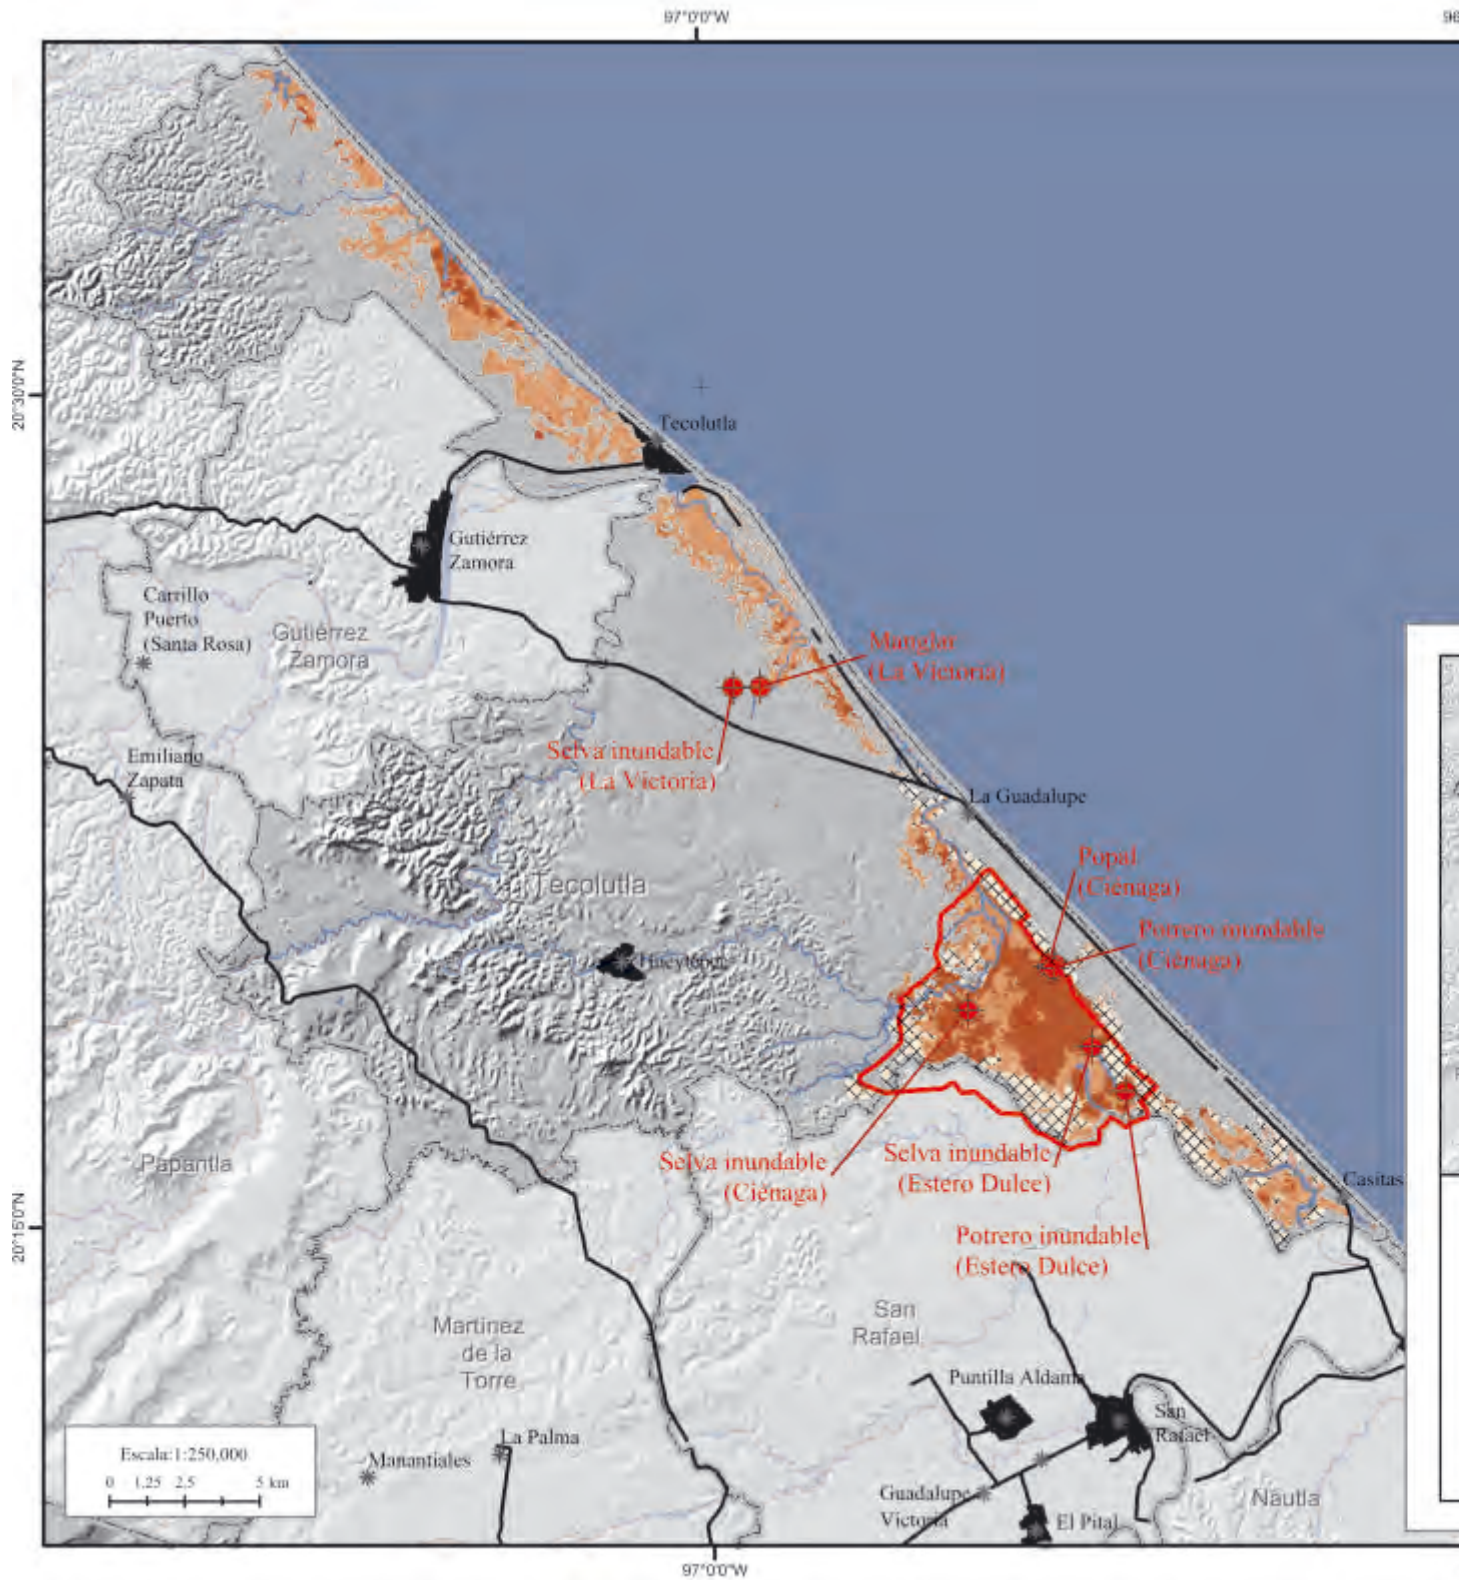 97°0'0"W
96
20°30'0"N
Tecolutla
Gutiérrez
Zamora
Carrillo
Puerto
(Santa Rosa)
Gutiérrez
Zamora
Manglar
(La Victoria)
Selva inundable
(La Victoria)
Emiliano
Zapata
La Guadalupe
Popal
(Ciénaga)
Tecolutla
Potrero inundable
(Ciénaga)
Papantla
Selva inundable
(Ciénaga)
Selva inundable
(Estero Dulce)
Casitas
20°15'0"N
Potrero inundable
(Estero Dulce)
Martínez
de la
Torre
San
Rafael
Puntilla Aldama
San
Rafael
Escala:1:250,000
0 1.25 2.5 5 km
La Palma
Manantiales
Guadalupe
Victoria
El Pital
Nautla
97°0'0"W